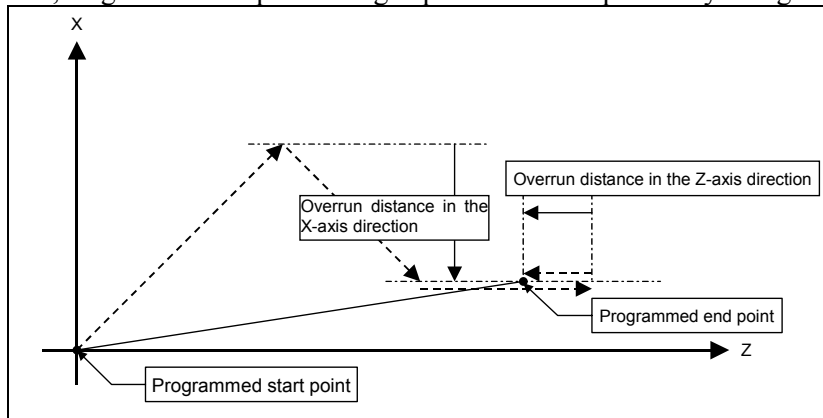 X
Overrun distance in the Z-axis direction
Overrun distance in the
X-axis direction
Programmed end point
Z
Programmed start point